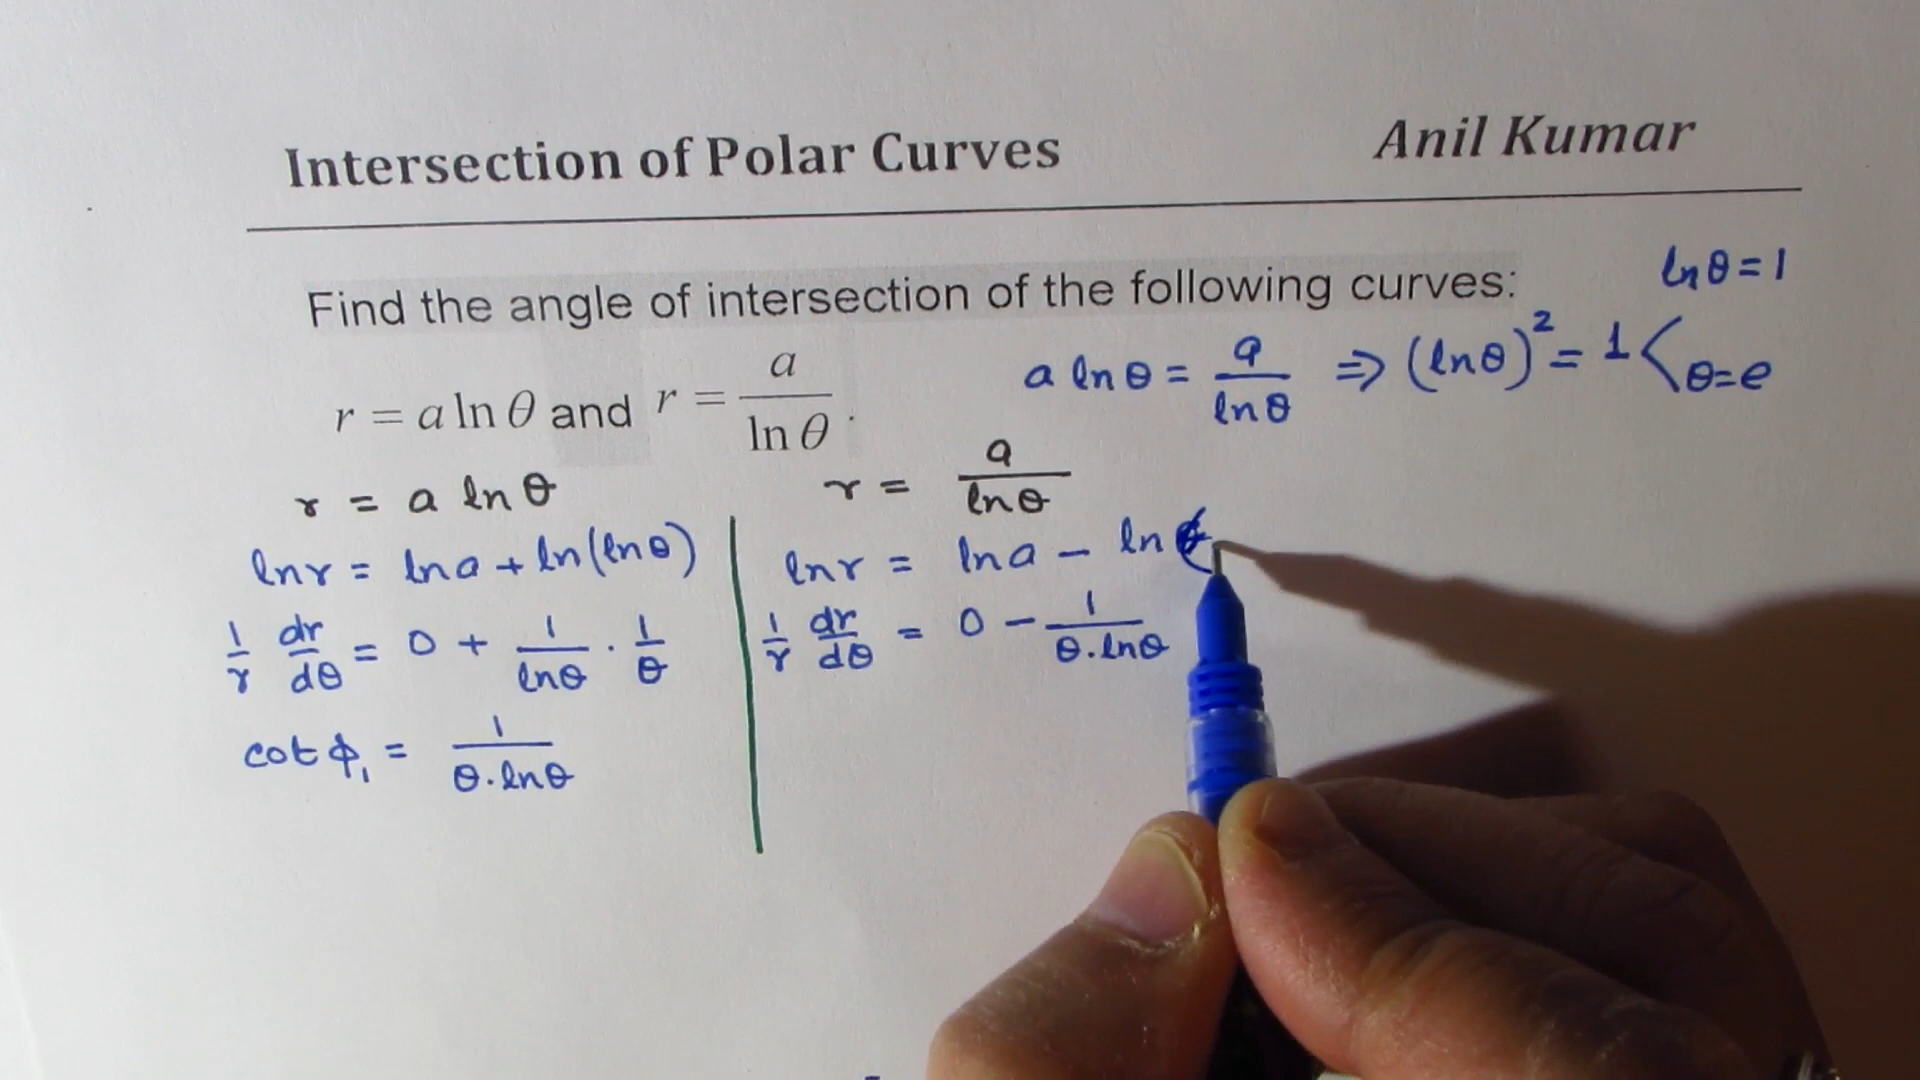 Intersection of Polar Curves Anil Kumar
Find the angle of intersection of the following curves:
ln θ = 1
r = a ln θ and r = a / ln θ .
a ln θ = a / ln θ ⇒ (ln θ)² = 1 < θ = e
r = a ln θ
r = a / ln θ
ln r = ln a + ln (ln θ)
ln r = ln a - ln (
1/r dr/dθ = 0 + 1/ln θ · 1/θ
1/r dr/dθ = 0 - 1/θ . ln θ
cot φ₁ = 1/θ . ln θ